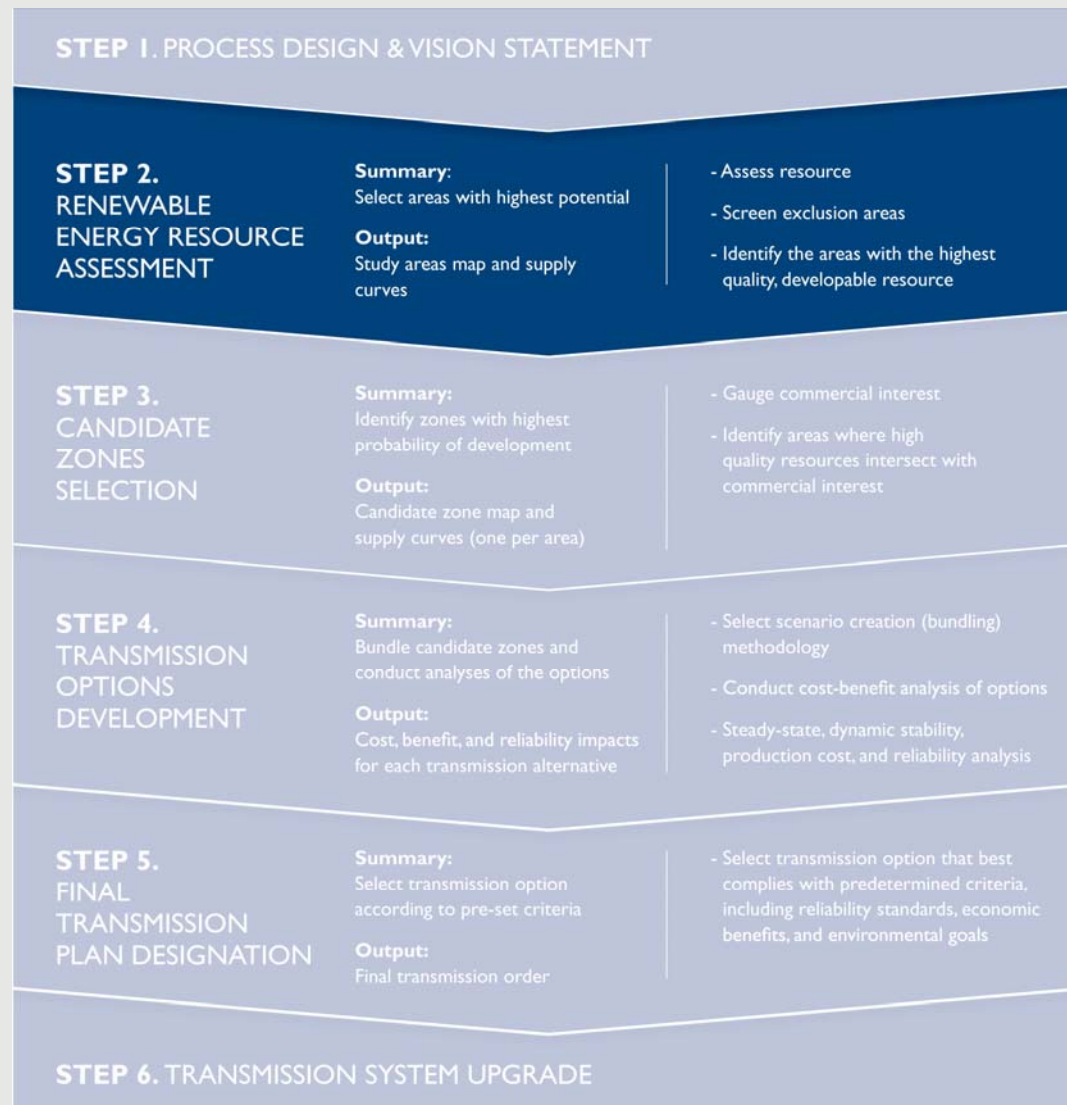 STEP 1. PROCESS DESIGN & VISION STATEMENT
STEP 2.
RENEWABLE
ENERGY RESOURCE
ASSESSMENT
Summary:
Select areas with highest potential
Output:
Study areas map and supply
curves
- Assess resource
- Screen exclusion areas
- Identify the areas with the highest
quality, developable resource
STEP 3.
CANDIDATE
ZONES
SELECTION
Summary:
Identify zones with highest
probability of development
Output:
Candidate zone map and
supply curves (one per area)
- Gauge commercial interest
- Identify areas where high
quality resources intersect with
commercial interest
STEP 4.
TRANSMISSION
OPTIONS
DEVELOPMENT
Summary:
Bundle candidate zones and
conduct analyses of the options
Output:
Cost, benefit, and reliability impacts
for each transmission alternative
- Select scenario creation (bundling)
methodology
- Conduct cost-benefit analysis of options
- Steady-state, dynamic stability,
production cost, and reliability analysis
STEP 5.
FINAL
TRANSMISSION
PLAN DESIGNATION
Summary:
Select transmission option
according to pre-set criteria
Output:
Final transmission order
- Select transmission option that best
complies with predetermined criteria,
including reliability standards, economic
benefits, and environmental goals
STEP 6. TRANSMISSION SYSTEM UPGRADE